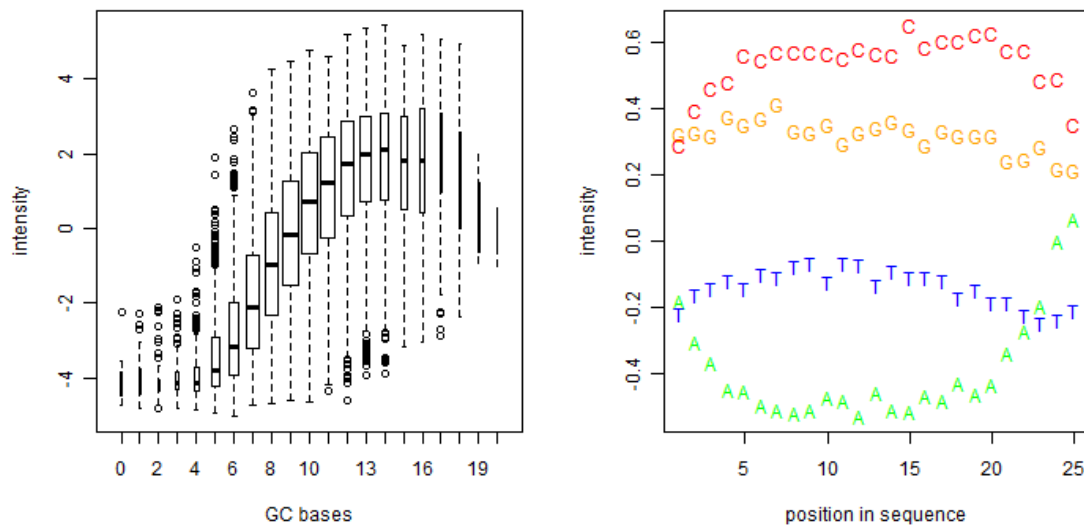 intensity
4
2
0
-2
-4
0 2 4 6 8 10 13 16 19
GC bases
intensity
0.6
0.4
0.2
0.0
-0.2
-0.4
C C C C C C C C C C C C C C C C C C C C C C C C C
G G G G G G G G G G G G G G G G G G G G G G G G G
T T T T T T T T T T T T T T T T T T T T T T T T T
A A A A A A A A A A A A A A A A A A A A A A A A A
5 10 15 20 25
position in sequence